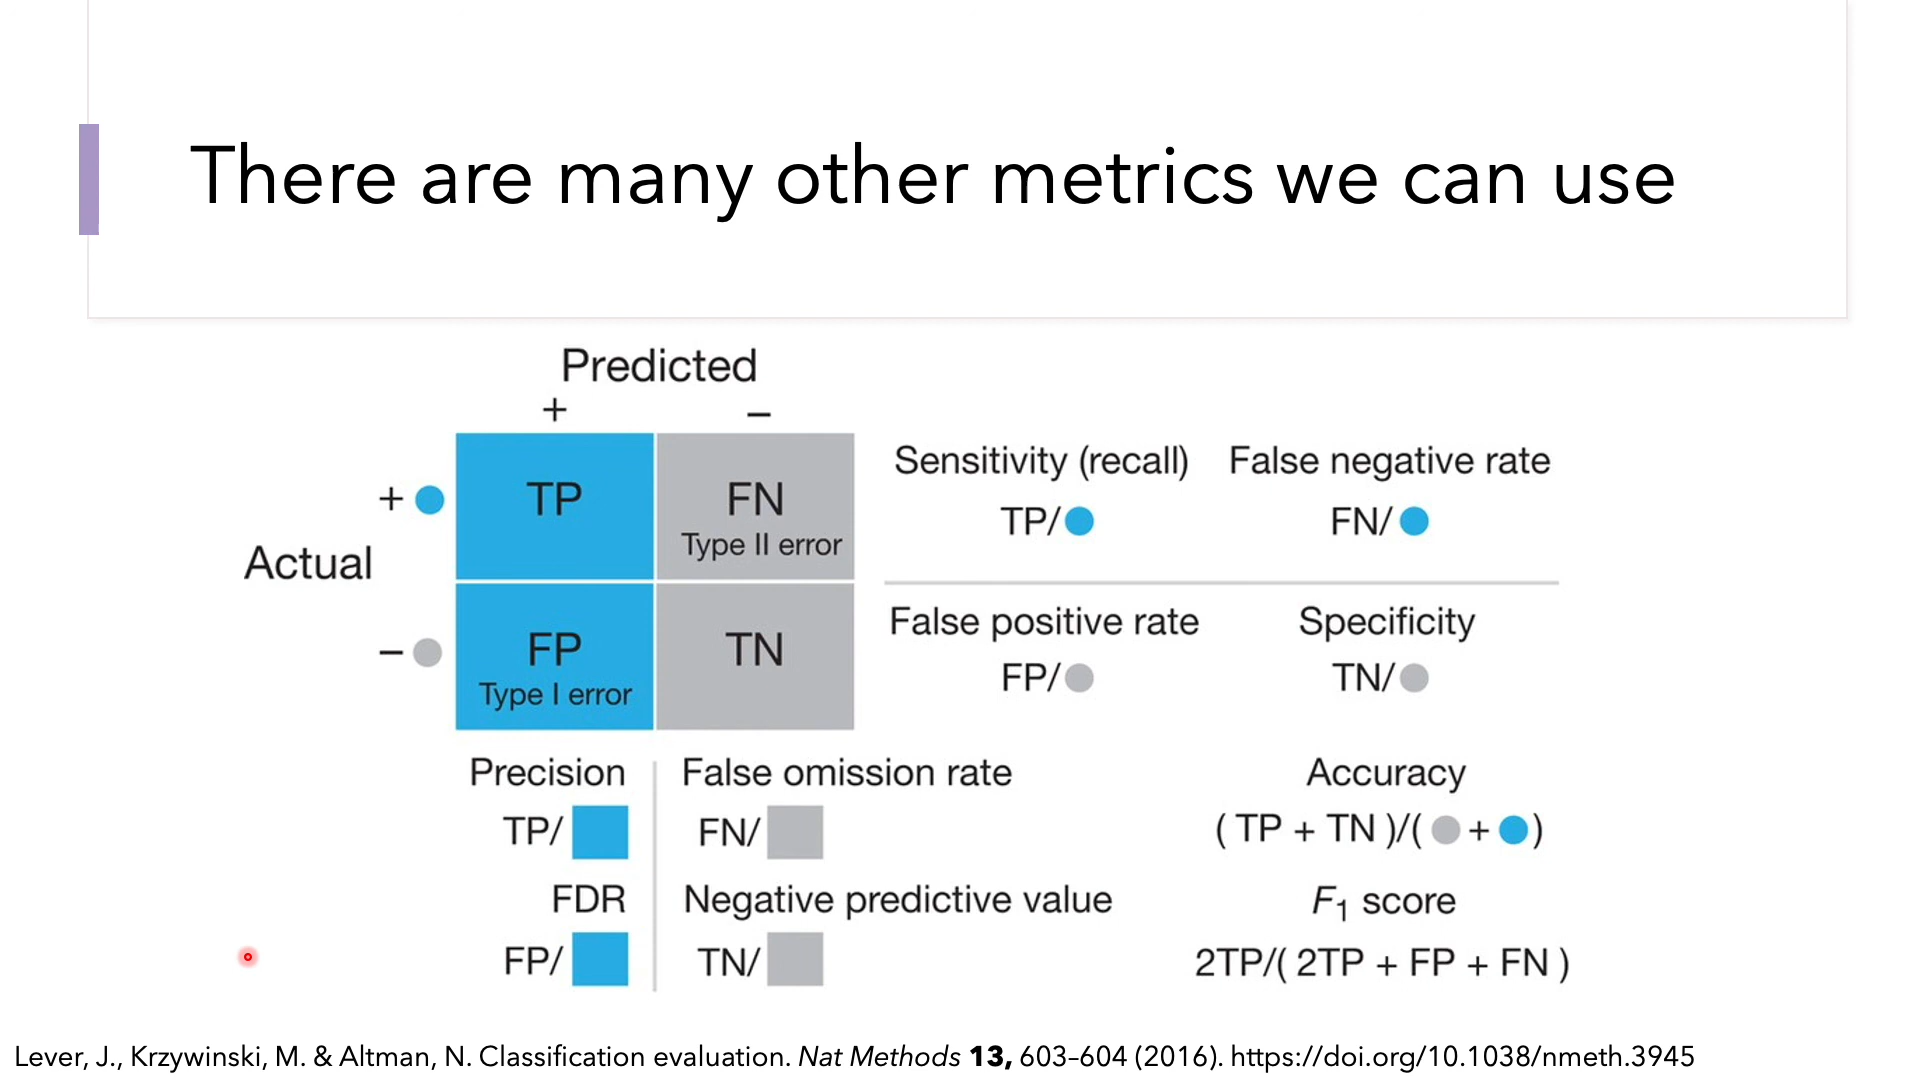 There are many other metrics we can use
Predicted
+ −
+ TP FN
Type II error
Actual
− FP TN
Type I error
Sensitivity (recall) False negative rate
TP/ FN/
False positive rate Specificity
FP/ TN/
Precision False omission rate Accuracy
TP/ FN/ ( TP + TN )/( + )
FDR Negative predictive value F₁ score
FP/ TN/ 2TP/( 2TP + FP + FN )
Lever, J., Krzywinski, M. & Altman, N. Classification evaluation. Nat Methods 13, 603–604 (2016). https://doi.org/10.1038/nmeth.3945